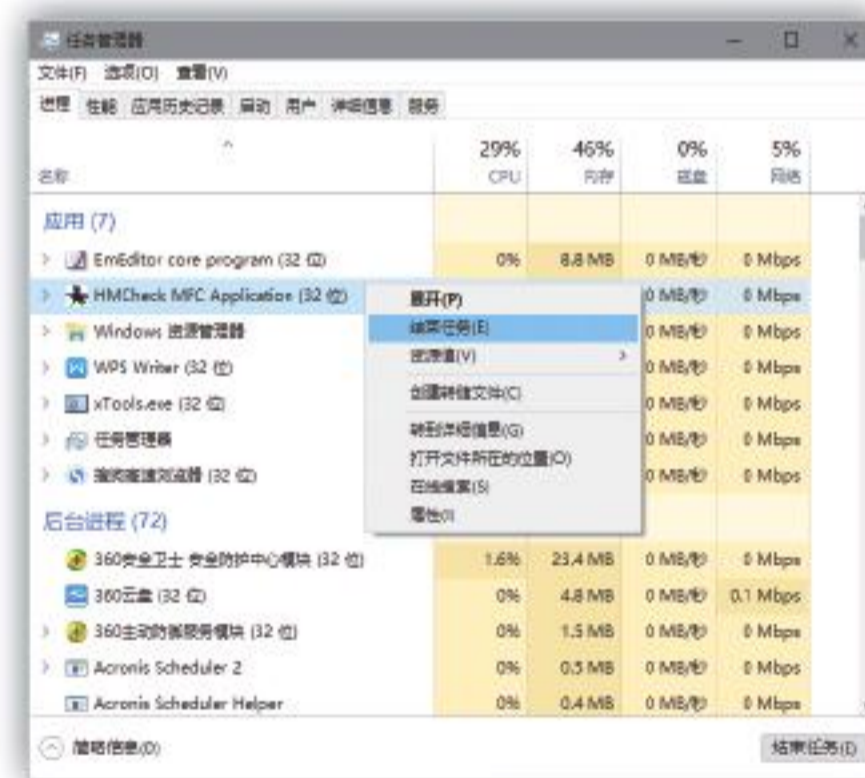 任务管理器
文件(F) 选项(O) 查看(V)
进程 性能 应用历史记录 启动 用户 详细信息 服务
29% 46% 0% 5%
名称 CPU 内存 磁盘 网络
应用 (7)
EmEditor core program (32 位) 0% 8.8 MB 0 MB/秒 0 Mbps
HMCheck MFC Application (32 位) 0 MB/秒 0 Mbps
Windows 资源管理器 0 MB/秒 0 Mbps
WPS Writer (32 位) 0 MB/秒 0 Mbps
xTools.exe (32 位) 0 MB/秒 0 Mbps
任务管理器 0 MB/秒 0 Mbps
搜狗高速浏览器 (32 位) 0 MB/秒 0 Mbps
展开(P)
结束任务(E)
资源值(V)
创建转储文件(C)
转到详细信息(G)
打开文件所在的位置(O)
在线搜索(S)
属性(I)
后台进程 (72)
360安全卫士 安全防护中心模块 (32 位) 1.6% 23.4 MB 0 MB/秒 0 Mbps
360云盘 (32 位) 0% 4.8 MB 0 MB/秒 0.1 Mbps
360主动防御服务模块 (32 位) 0% 1.5 MB 0 MB/秒 0 Mbps
Acronis Scheduler 2 0% 0.5 MB 0 MB/秒 0 Mbps
Acronis Scheduler Helper 0% 0.4 MB 0 MB/秒 0 Mbps
简略信息(D) 结束任务(E)